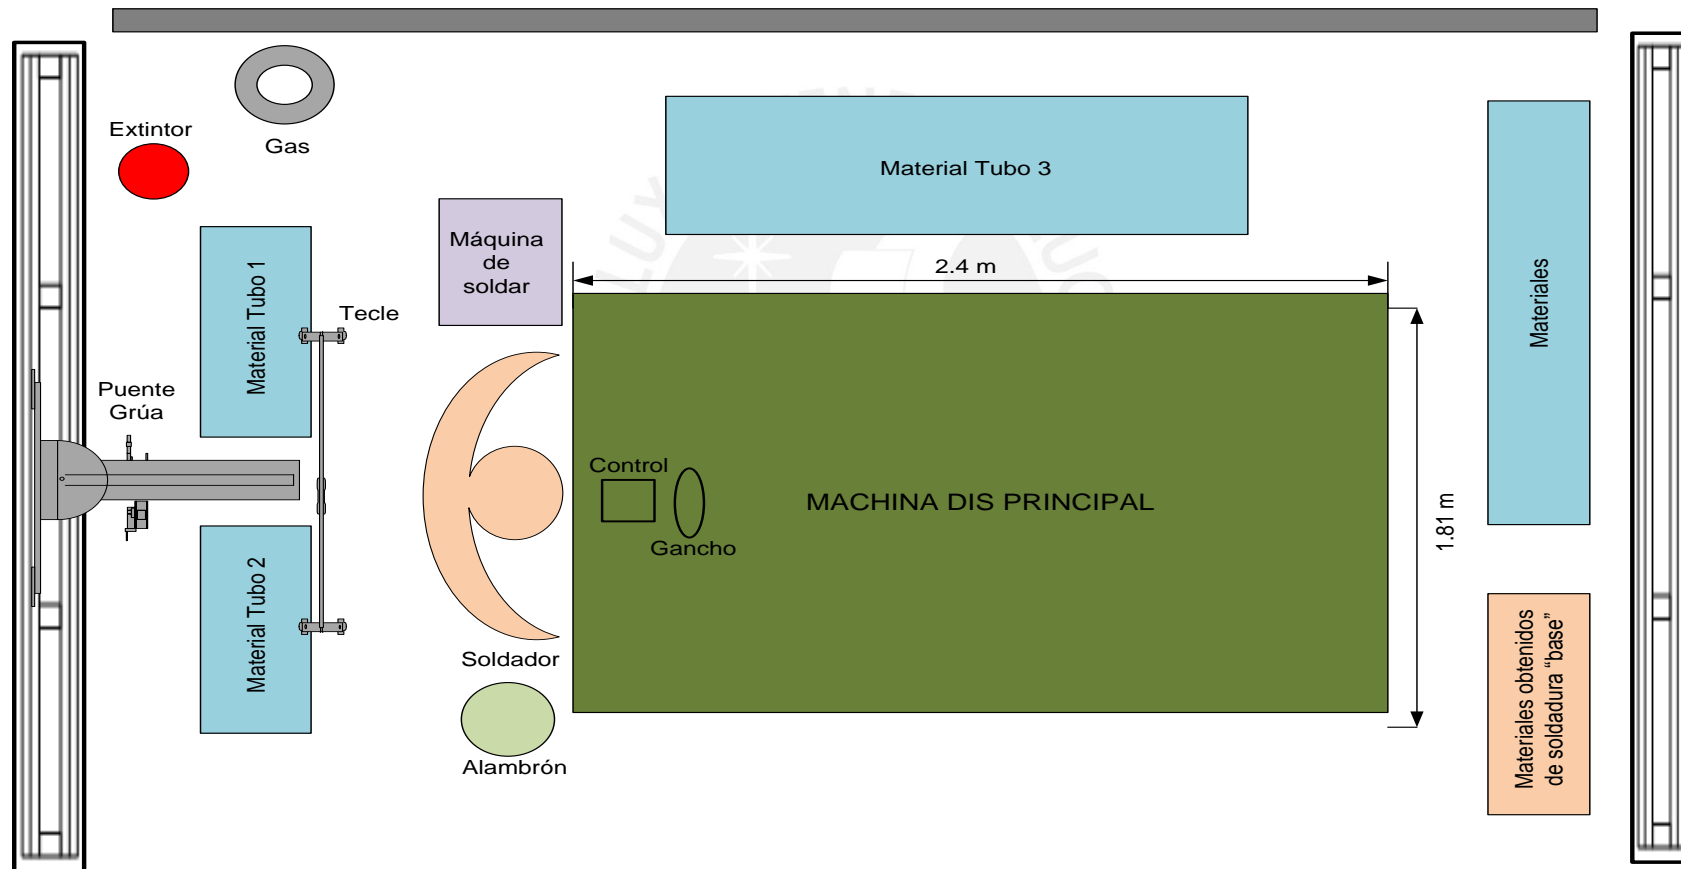 Extintor
Gas
Material Tubo 3
Máquina
de
soldar
2.4 m
Material Tubo 1
Tecle
Materiales
Puente
Grúa
Control
MACHINA DIS PRINCIPAL
Gancho
1.81 m
Material Tubo 2
Soldador
Alambrón
Materiales obtenidos
de soldadura “base”